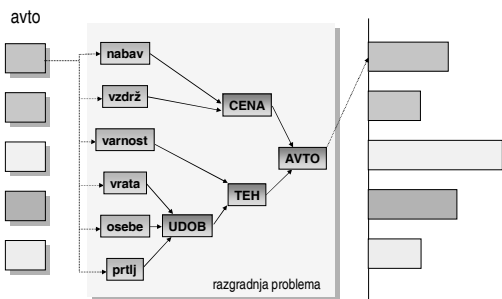 avto
nabav
vzdrž
CENA
varnost
AVTO
vrata
TEH
osebe
UDOB
prtlj
razgradnja problema